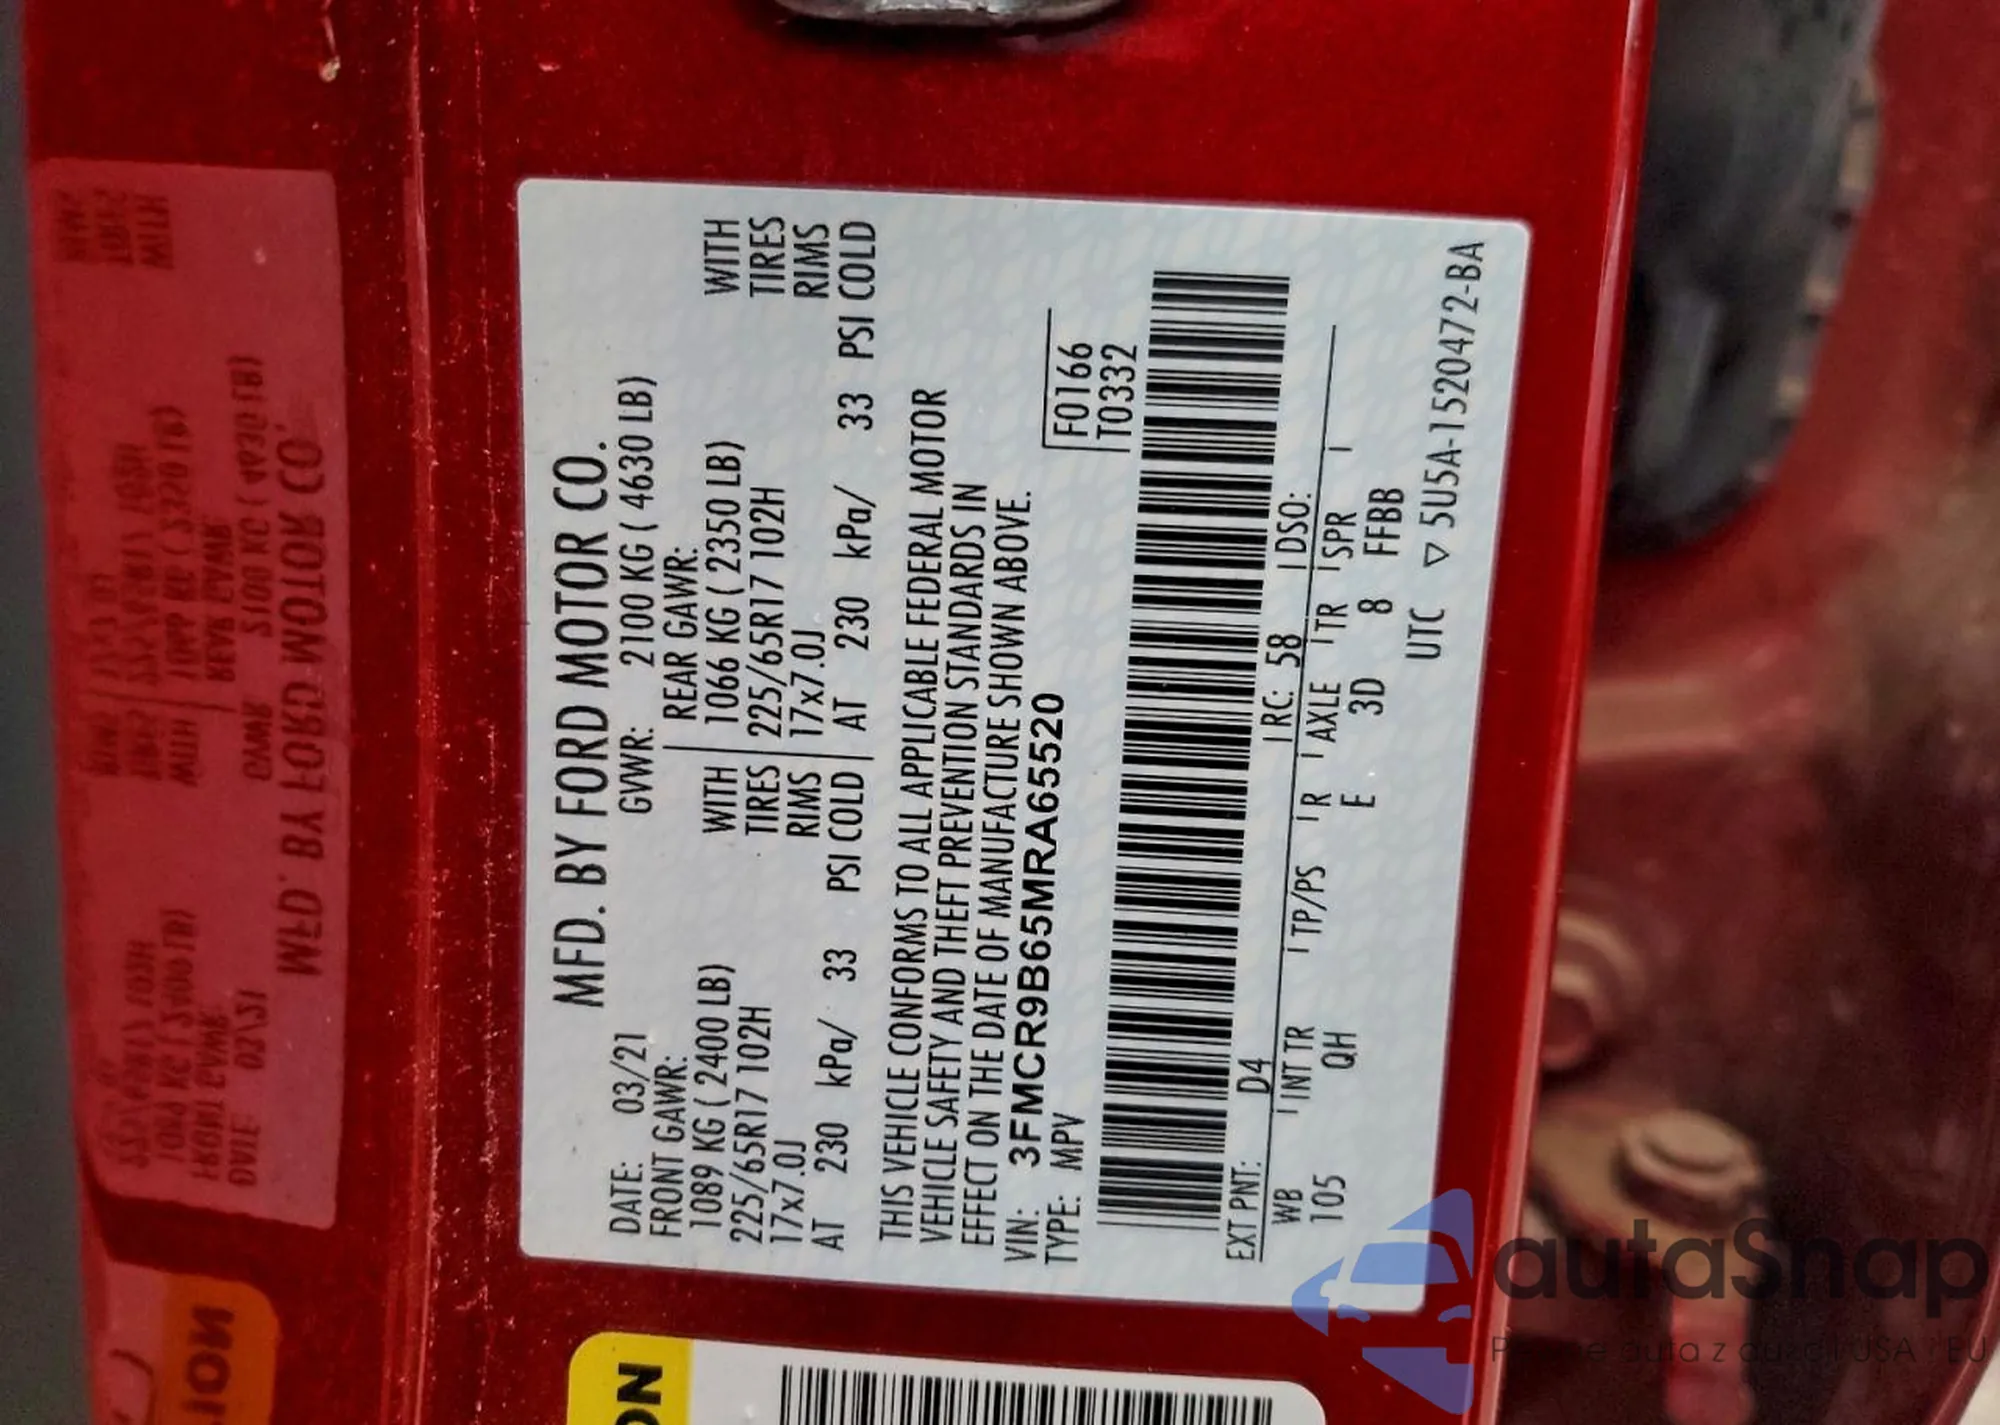 MFD. BY FORD MOTOR CO.
DATE: 03/21 GVWR: 2100 KG ( 4630 LB)
FRONT GAWR: REAR GAWR:
1089 KG ( 2400 LB) WITH 1066 KG ( 2350 LB) WITH
225/65R17 102H TIRES 225/65R17 102H TIRES
17x7.0J RIMS 17x7.0J RIMS
AT 230 kPa/ 33 PSI COLD AT 230 kPa/ 33 PSI COLD
THIS VEHICLE CONFORMS TO ALL APPLICABLE FEDERAL MOTOR
VEHICLE SAFETY AND THEFT PREVENTION STANDARDS IN
EFFECT ON THE DATE OF MANUFACTURE SHOWN ABOVE.
VIN: 3FMCR9B65MRA65520 F0166
TYPE: MPV T0332
EXT PNT: D4 RC: 58 DSO:
WB INT TR TP/PS R AXLE TR SPR
105 QH E 3D 8 FFBB
UTC ▽ 5U5A-1520472-BA
ON
autaSnap